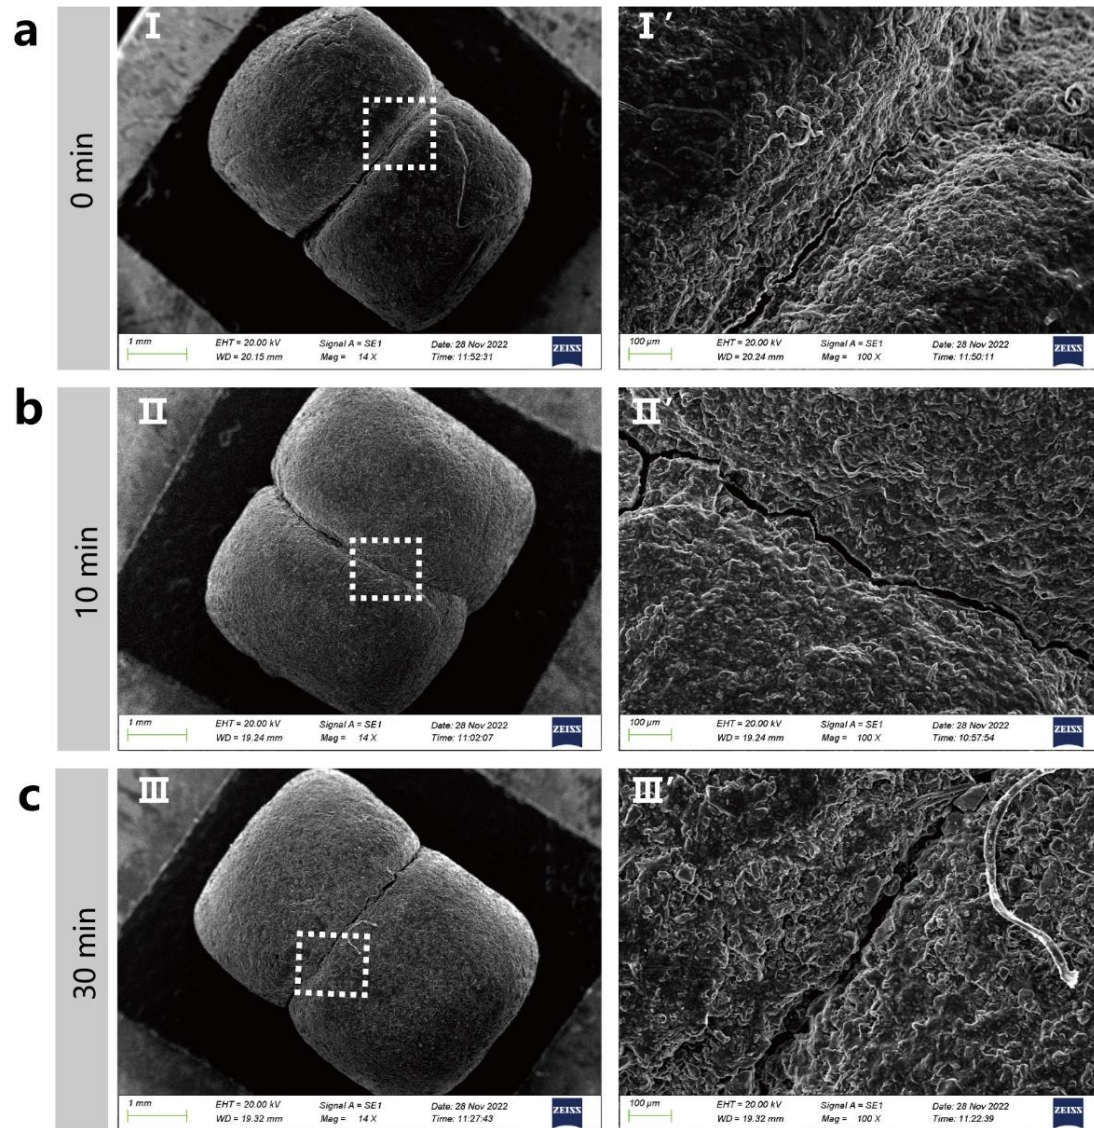 a
0 min
I
1 mm
EHT = 20.00 kV Signal A = SE1 Date: 28 Nov 2022
WD = 20.15 mm Mag = 14 X Time: 11:52:31
ZEISS
I′
100 µm
EHT = 20.00 kV Signal A = SE1 Date: 28 Nov 2022
WD = 20.24 mm Mag = 100 X Time: 11:50:11
ZEISS
b
10 min
II
1 mm
EHT = 20.00 kV Signal A = SE1 Date: 28 Nov 2022
WD = 19.24 mm Mag = 14 X Time: 11:02:07
ZEISS
II′
100 µm
EHT = 20.00 kV Signal A = SE1 Date: 28 Nov 2022
WD = 19.24 mm Mag = 100 X Time: 10:57:54
ZEISS
c
30 min
III
1 mm
EHT = 20.00 kV Signal A = SE1 Date: 28 Nov 2022
WD = 19.32 mm Mag = 14 X Time: 11:27:43
ZEISS
III′
100 µm
EHT = 20.00 kV Signal A = SE1 Date: 28 Nov 2022
WD = 19.32 mm Mag = 100 X Time: 11:22:39
ZEISS